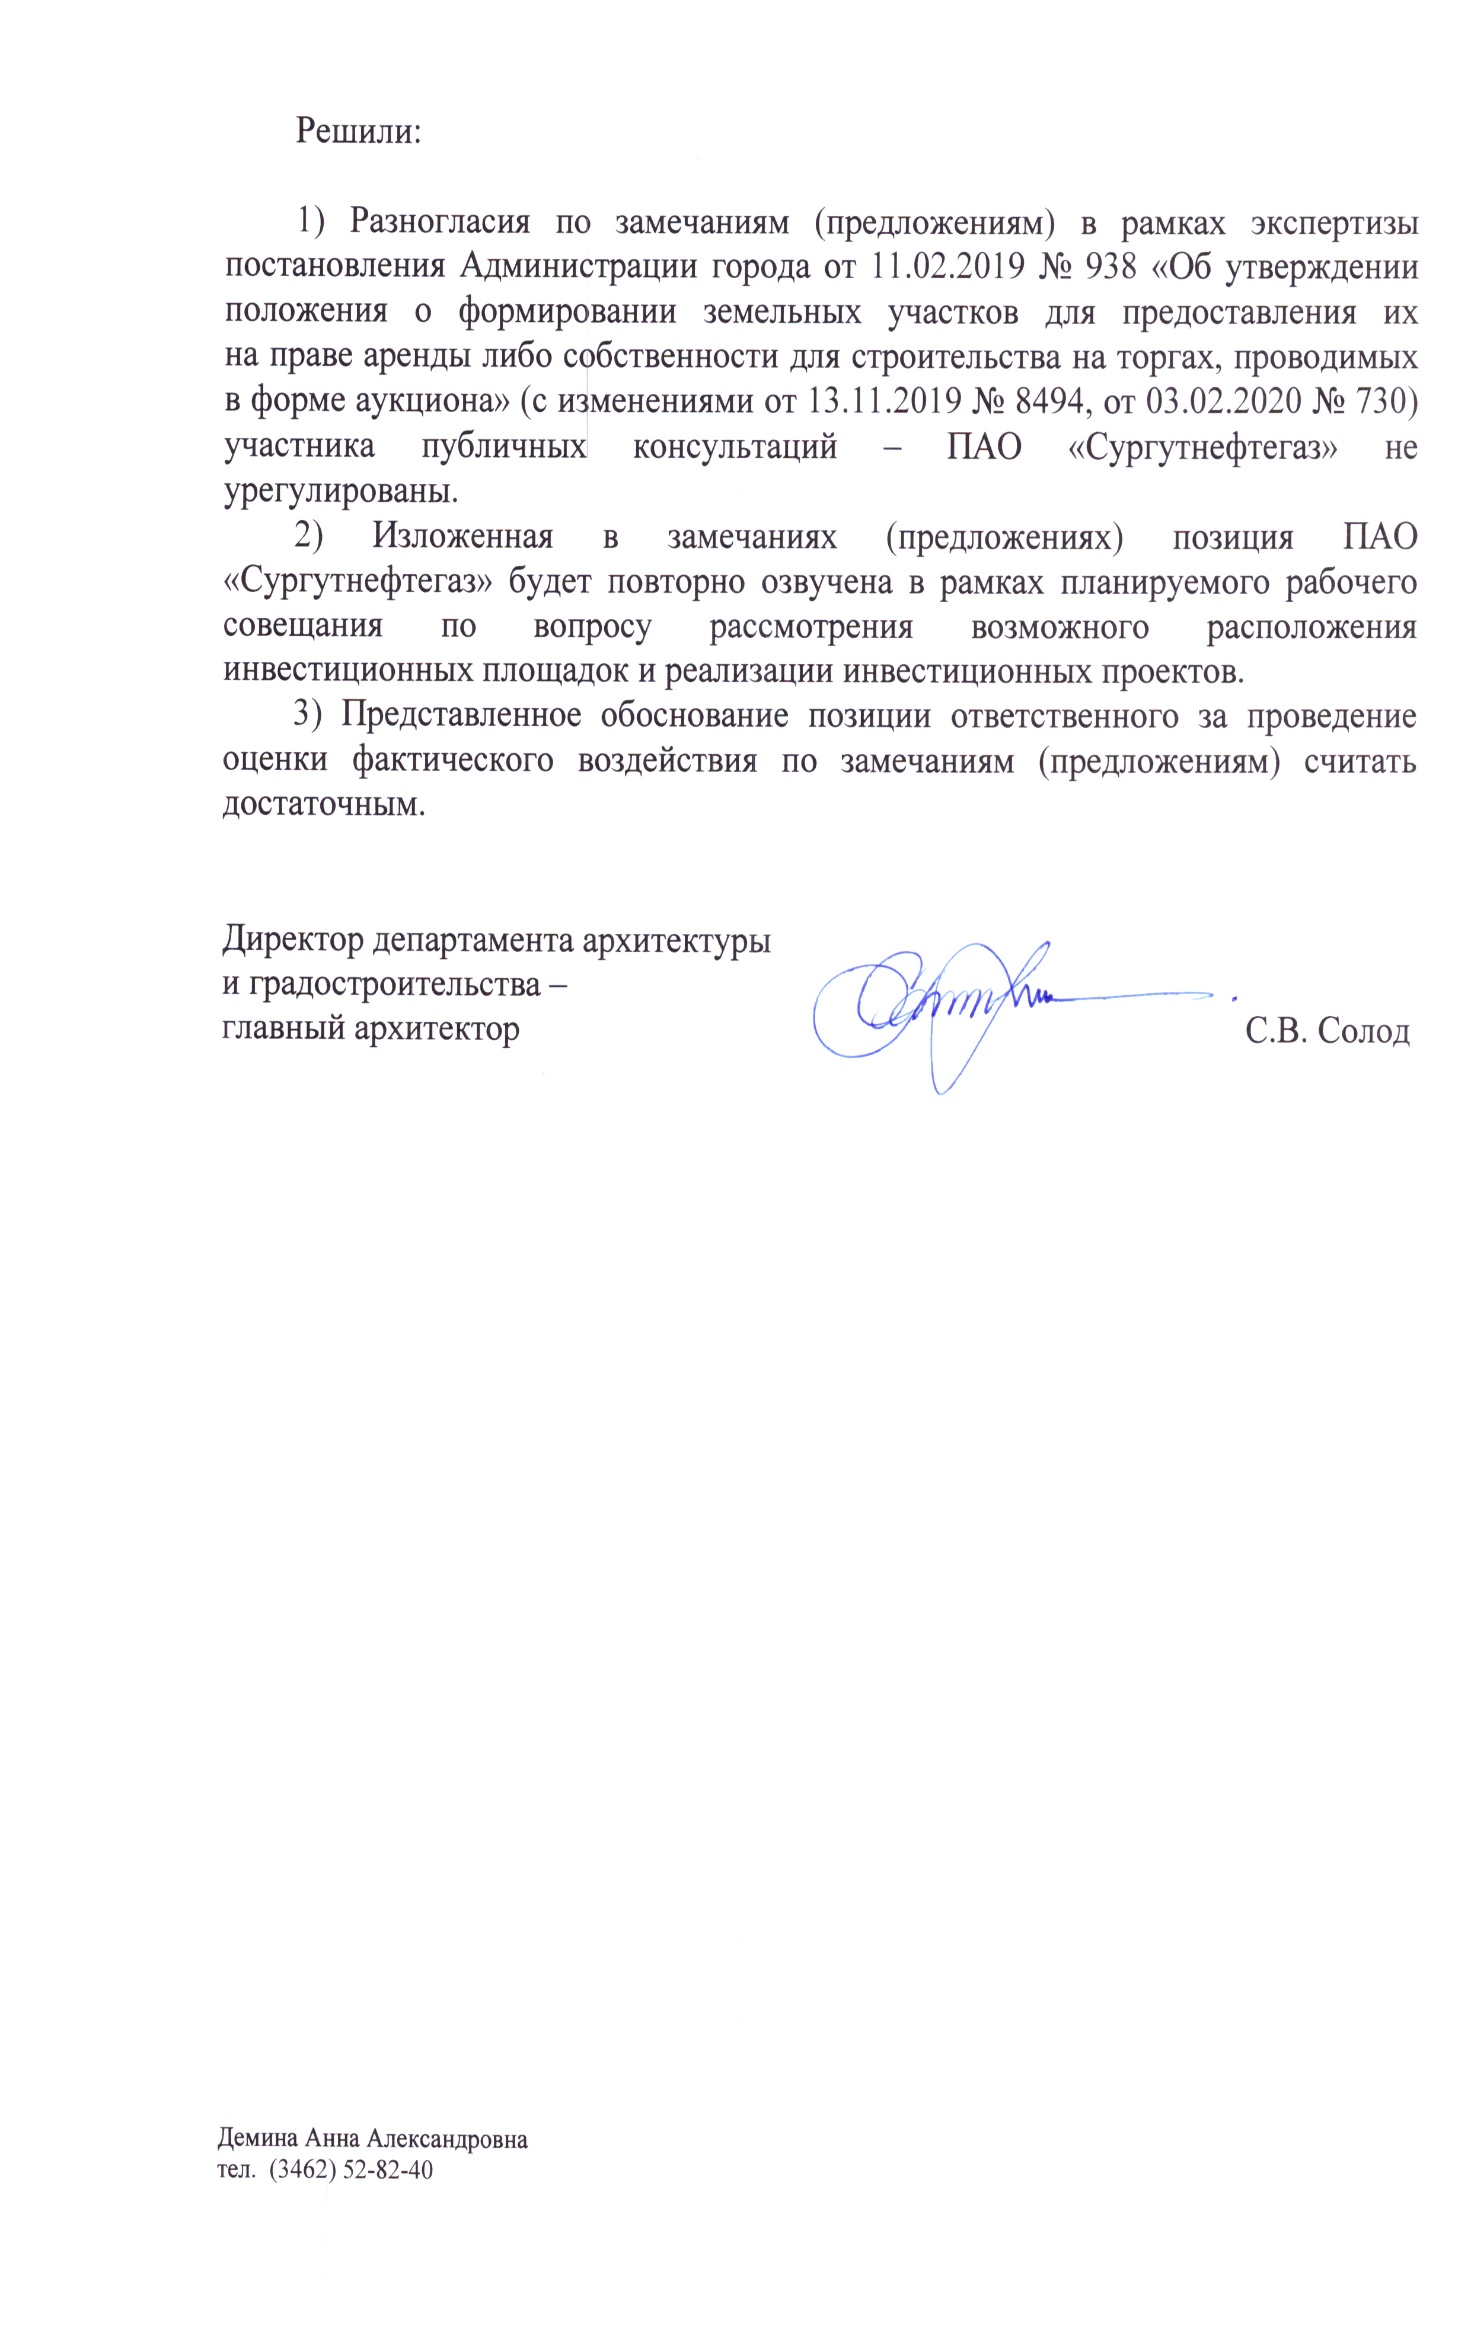 Решили:
1) Разногласия по замечаниям (предложениям) в рамках экспертизы
постановления Администрации города от 11.02.2019 № 938 «Об утверждении
положения о формировании земельных участков для предоставления их
на праве аренды либо собственности для строительства на торгах, проводимых
в форме аукциона» (с изменениями от 13.11.2019 № 8494, от 03.02.2020 № 730)
участника публичных консультаций – ПАО «Сургутнефтегаз» не
урегулированы.
2) Изложенная в замечаниях (предложениях) позиция ПАО
«Сургутнефтегаз» будет повторно озвучена в рамках планируемого рабочего
совещания по вопросу рассмотрения возможного расположения
инвестиционных площадок и реализации инвестиционных проектов.
3) Представленное обоснование позиции ответственного за проведение
оценки фактического воздействия по замечаниям (предложениям) считать
достаточным.
Директор департамента архитектуры
и градостроительства –
главный архитектор С.В. Солод
Демина Анна Александровна
тел. (3462) 52-82-40